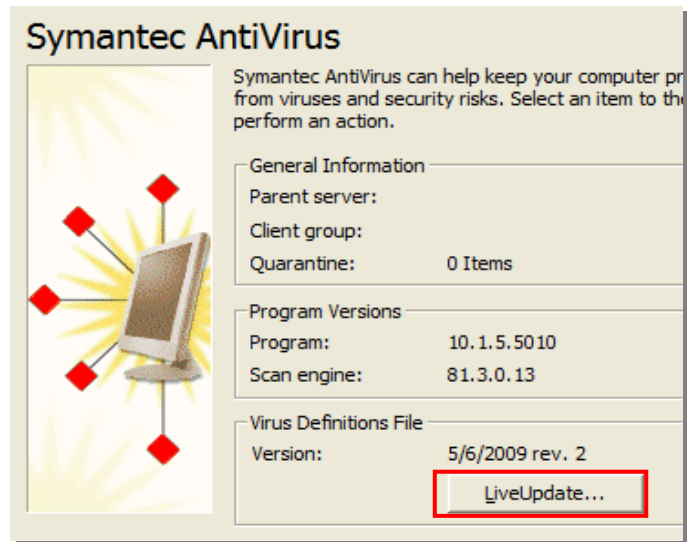 Symantec AntiVirus
Symantec AntiVirus can help keep your computer
from viruses and security risks. Select an item to
perform an action.
General Information
Parent server:
Client group:
Quarantine: 0 Items
Program Versions
Program: 10.1.5.5010
Scan engine: 81.3.0.13
Virus Definitions File
Version: 5/6/2009 rev. 2
LiveUpdate...